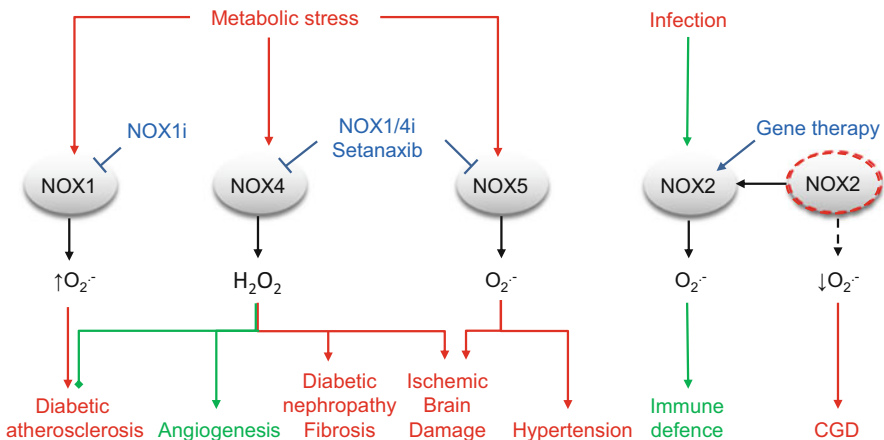 Metabolic stress
Infection
NOX1i
NOX1/4i
Setanaxib
Gene therapy
NOX1
NOX4
NOX5
NOX2
NOX2
↑O₂·-
H₂O₂
O₂·-
O₂·-
↓O₂·-
Diabetic
atherosclerosis
Angiogenesis
Diabetic
nephropathy
Fibrosis
Ischemic
Brain
Damage
Hypertension
Immune
defence
CGD